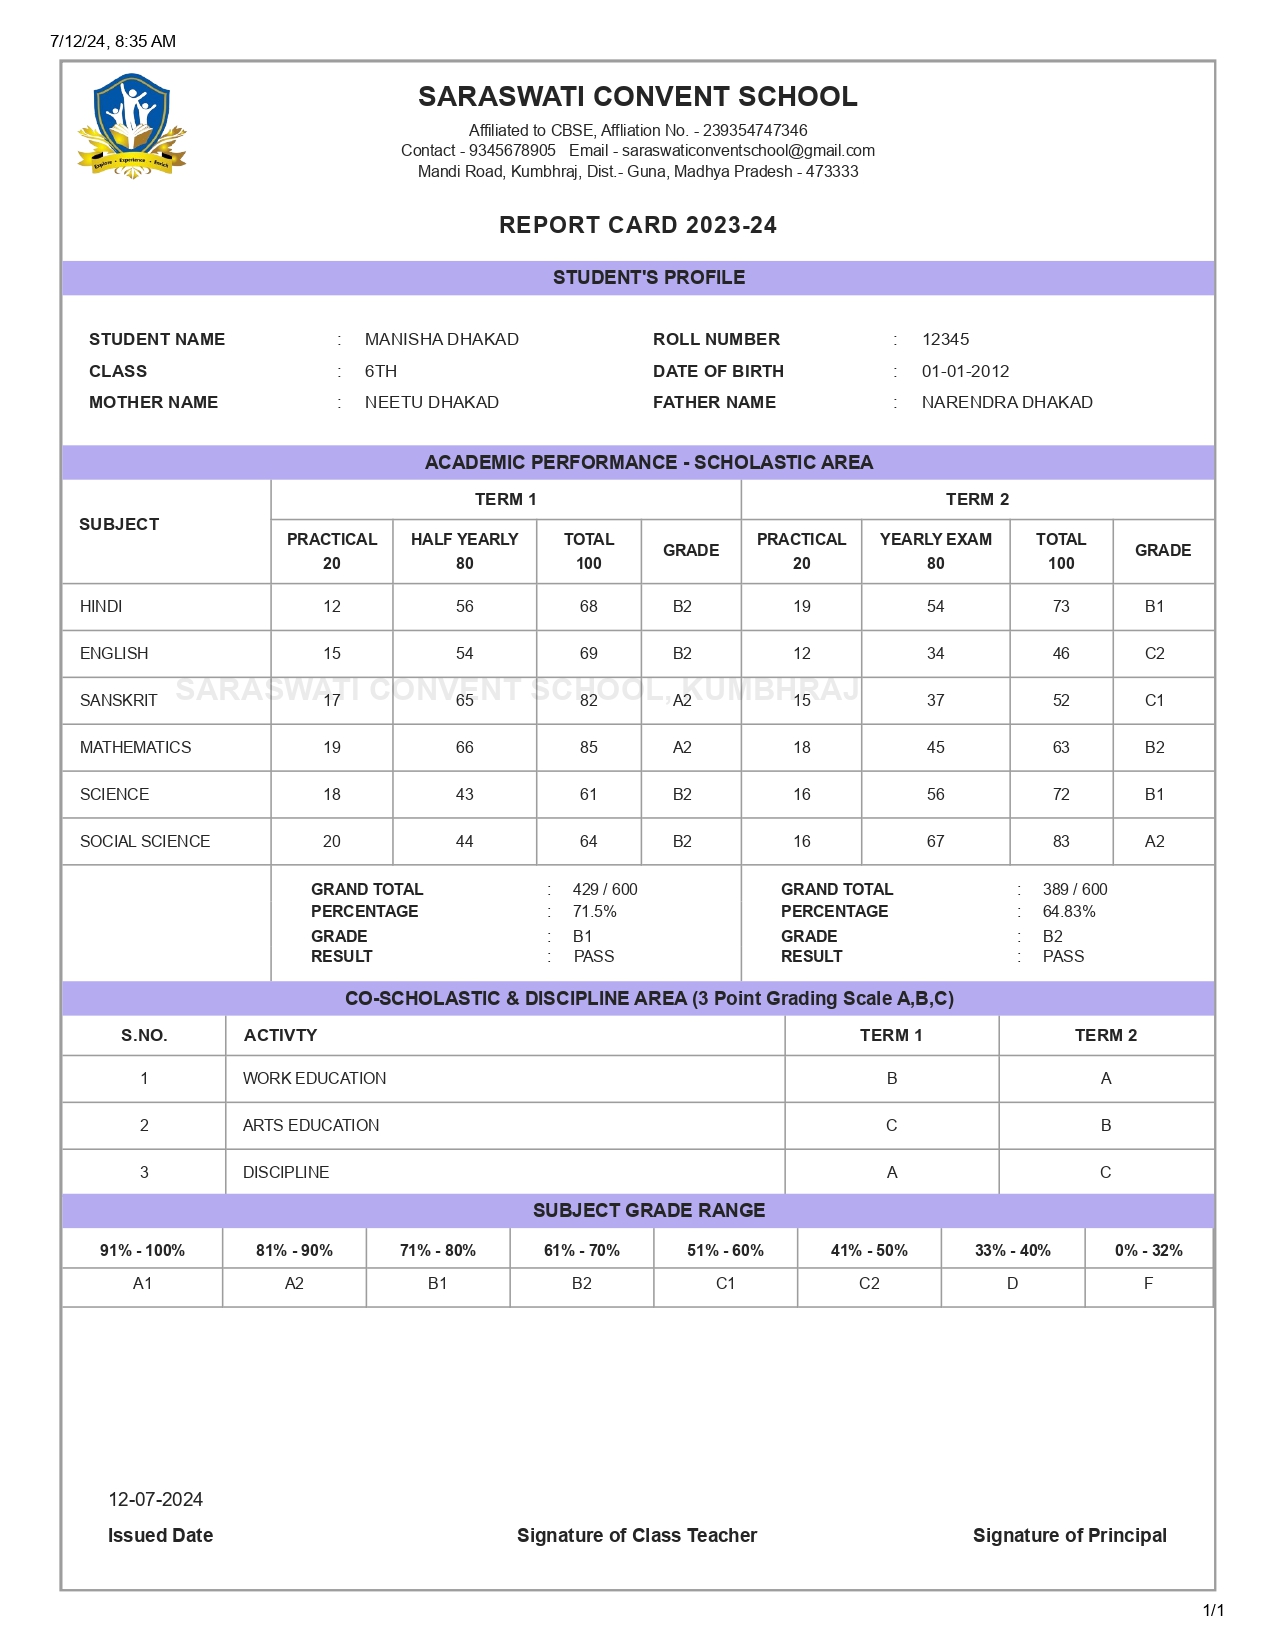 7/12/24, 8:35 AM
SARASWATI CONVENT SCHOOL
Affiliated to CBSE, Affliation No. - 239354747346
Contact - 9345678905 Email - saraswaticonventschool@gmail.com
Mandi Road, Kumbhraj, Dist.- Guna, Madhya Pradesh - 473333
Explore - Experience - Enrich
REPORT CARD 2023-24
STUDENT'S PROFILE
STUDENT NAME : MANISHA DHAKAD ROLL NUMBER : 12345
CLASS : 6TH DATE OF BIRTH : 01-01-2012
MOTHER NAME : NEETU DHAKAD FATHER NAME : NARENDRA DHAKAD
ACADEMIC PERFORMANCE - SCHOLASTIC AREA
SUBJECT TERM 1 TERM 2
PRACTICAL 20 HALF YEARLY 80 TOTAL 100 GRADE PRACTICAL 20 YEARLY EXAM 80 TOTAL 100 GRADE
HINDI 12 56 68 B2 19 54 73 B1
ENGLISH 15 54 69 B2 12 34 46 C2
SARASWATI CONVENT SCHOOL, KUMBHRAJ
SANSKRIT 17 65 82 A2 15 37 52 C1
MATHEMATICS 19 66 85 A2 18 45 63 B2
SCIENCE 18 43 61 B2 16 56 72 B1
SOCIAL SCIENCE 20 44 64 B2 16 67 83 A2
GRAND TOTAL : 429 / 600 GRAND TOTAL : 389 / 600
PERCENTAGE : 71.5% PERCENTAGE : 64.83%
GRADE : B1 GRADE : B2
RESULT : PASS RESULT : PASS
CO-SCHOLASTIC & DISCIPLINE AREA (3 Point Grading Scale A,B,C)
S.NO. ACTIVTY TERM 1 TERM 2
1 WORK EDUCATION B A
2 ARTS EDUCATION C B
3 DISCIPLINE A C
SUBJECT GRADE RANGE
91% - 100% 81% - 90% 71% - 80% 61% - 70% 51% - 60% 41% - 50% 33% - 40% 0% - 32%
A1 A2 B1 B2 C1 C2 D F
12-07-2024
Issued Date Signature of Class Teacher Signature of Principal
1/1